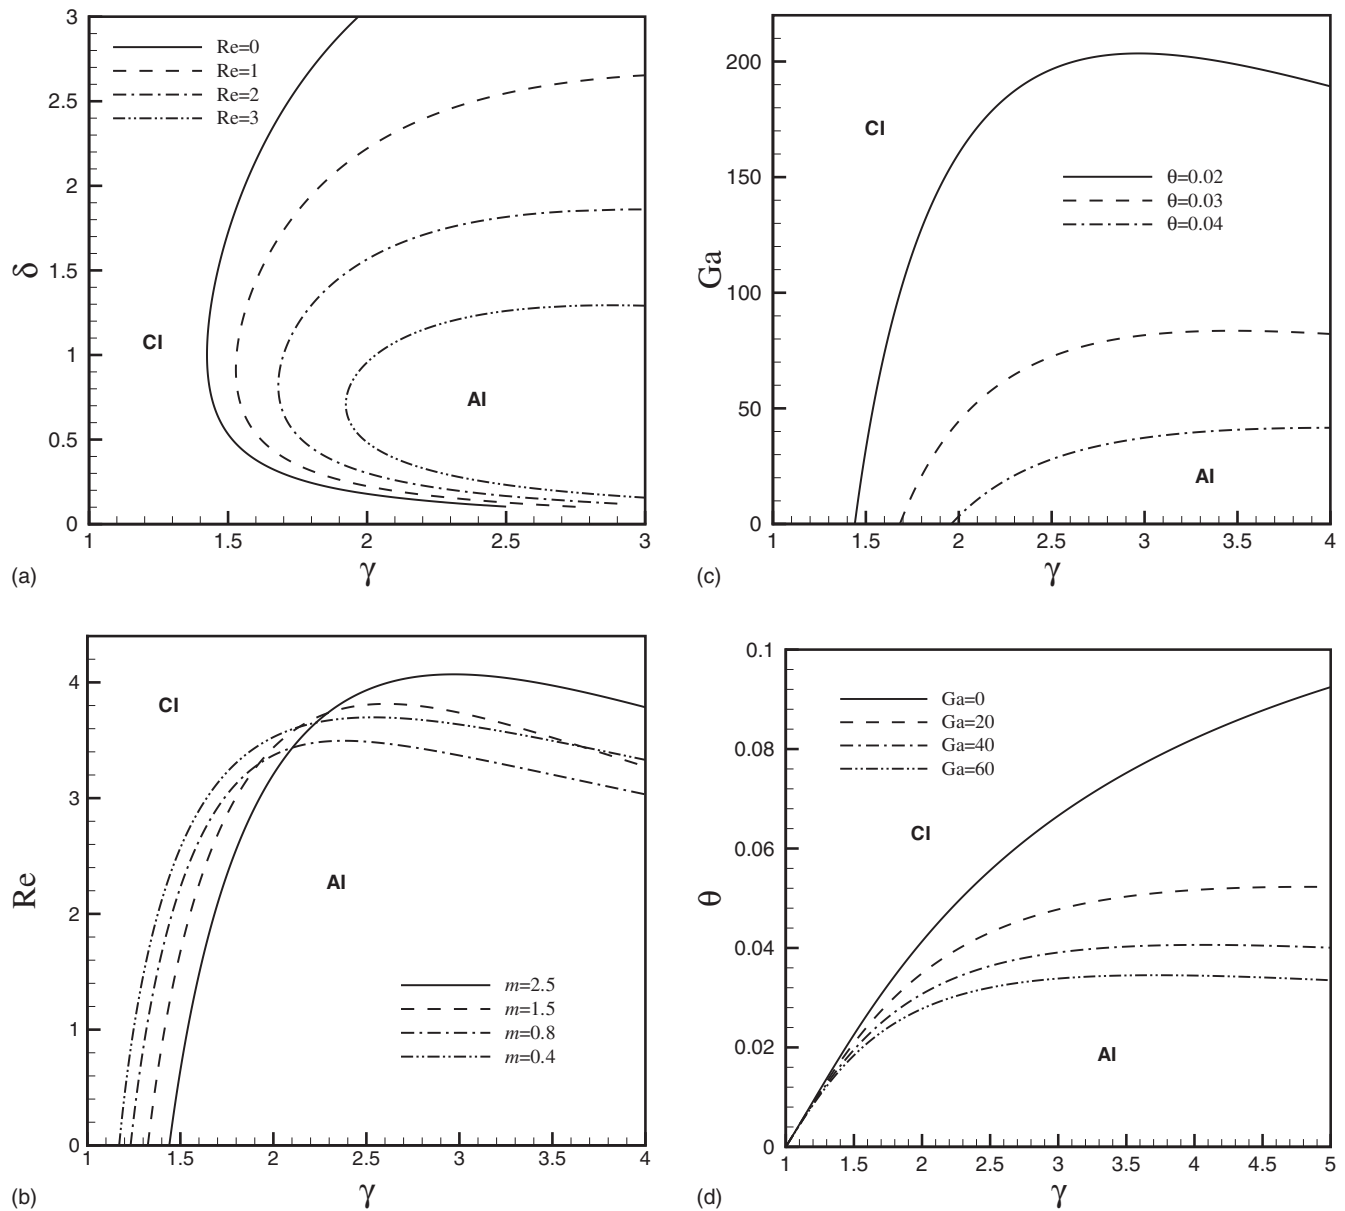 3
2.5
2
1.5
1
0.5
0
δ
Re=0
Re=1
Re=2
Re=3
CI
AI
1
1.5
2
2.5
3
γ
(a)
200
150
100
50
0
Ga
CI
θ=0.02
θ=0.03
θ=0.04
AI
1
1.5
2
2.5
3
3.5
4
γ
(c)
4
3
2
1
0
Re
CI
AI
m=2.5
m=1.5
m=0.8
m=0.4
1
1.5
2
2.5
3
3.5
4
γ
(b)
0.1
0.08
0.06
0.04
0.02
0
θ
Ga=0
Ga=20
Ga=40
Ga=60
CI
AI
1
1.5
2
2.5
3
3.5
4
4.5
5
γ
(d)